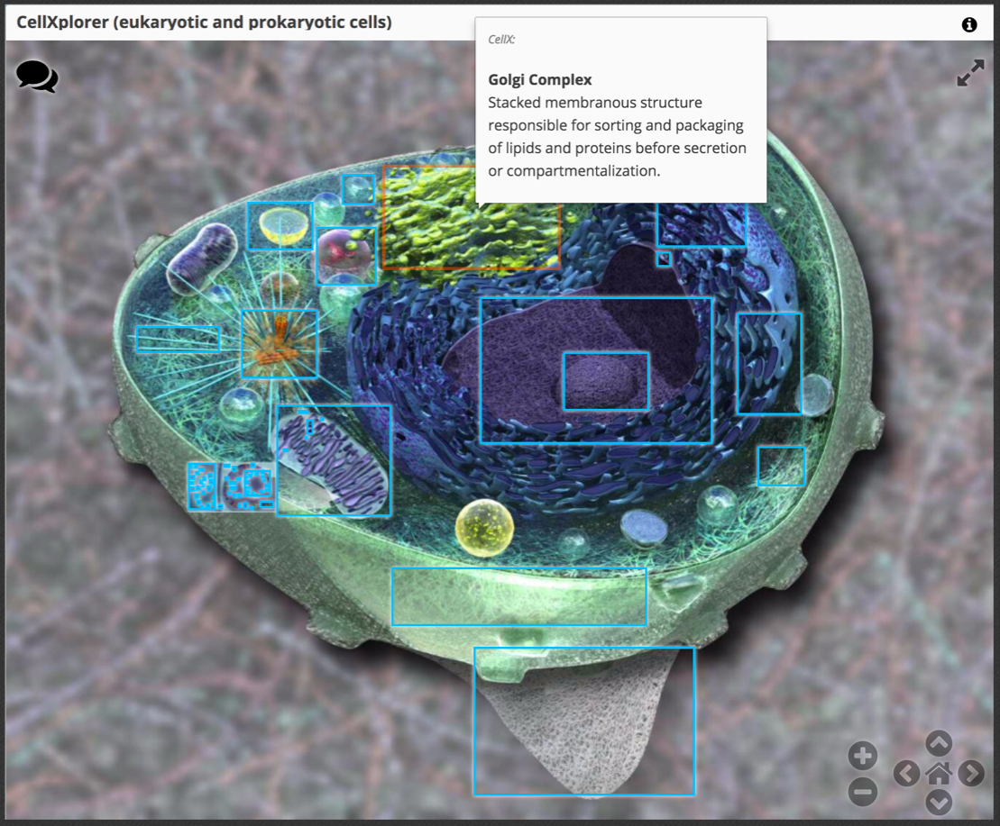 CellXplorer (eukaryotic and prokaryotic cells)
CellX:
Golgi Complex
Stacked membranous structure
responsible for sorting and packaging
of lipids and proteins before secretion
or compartmentalization.